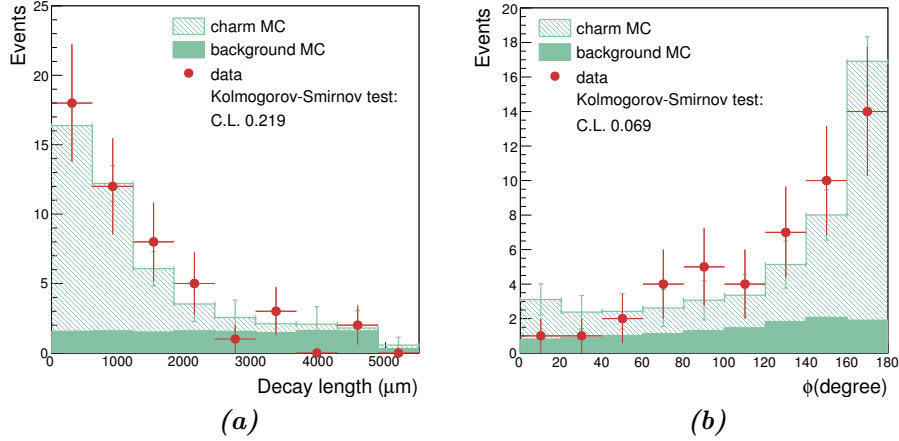 Events
25
20
15
10
5
0
charm MC
background MC
data
Kolmogorov-Smirnov test:
C.L. 0.219
0 1000 2000 3000 4000 5000
Decay length (μm)
(a)
Events
20
18
16
14
12
10
8
6
4
2
0
charm MC
background MC
data
Kolmogorov-Smirnov test:
C.L. 0.069
0 20 40 60 80 100 120 140 160 180
ϕ(degree)
(b)